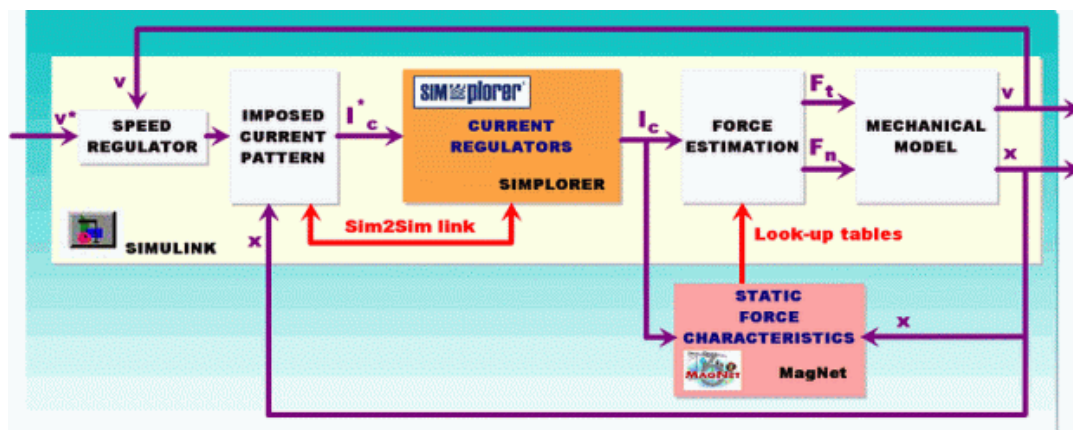 v
v*
SPEED
REGULATOR
IMPOSED
CURRENT
PATTERN
I*c
SIMplorer
CURRENT
REGULATORS
SIMPLORER
Ic
FORCE
ESTIMATION
Ft
Fn
MECHANICAL
MODEL
v
x
Sim2Sim link
x
SIMULINK
Look-up tables
STATIC
FORCE
CHARACTERISTICS
x
MAGNET
MagNet